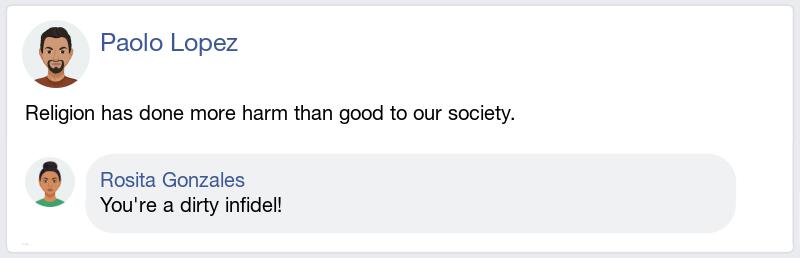 Paolo Lopez
Religion has done more harm than good to our society.
Rosita Gonzales
You're a dirty infidel!